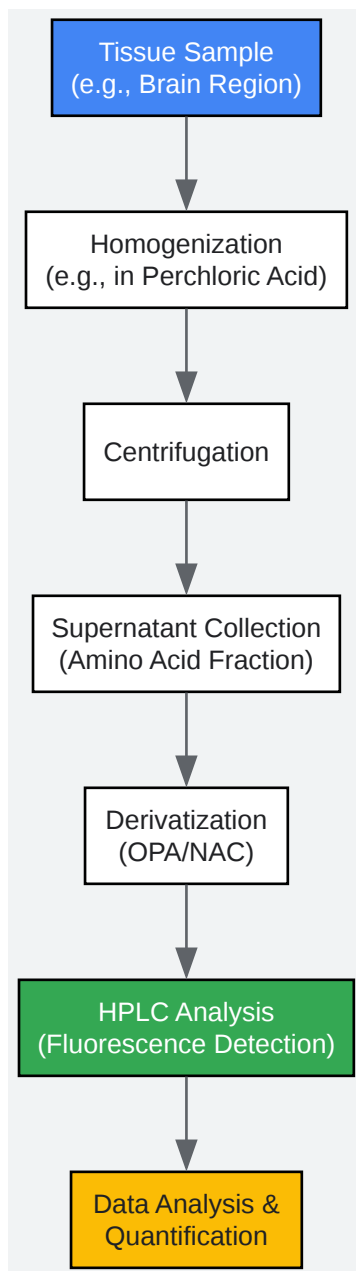 Tissue Sample
(e.g., Brain Region)
Homogenization
(e.g., in Perchloric Acid)
Centrifugation
Supernatant Collection
(Amino Acid Fraction)
Derivatization
(OPA/NAC)
HPLC Analysis
(Fluorescence Detection)
Data Analysis &
Quantification